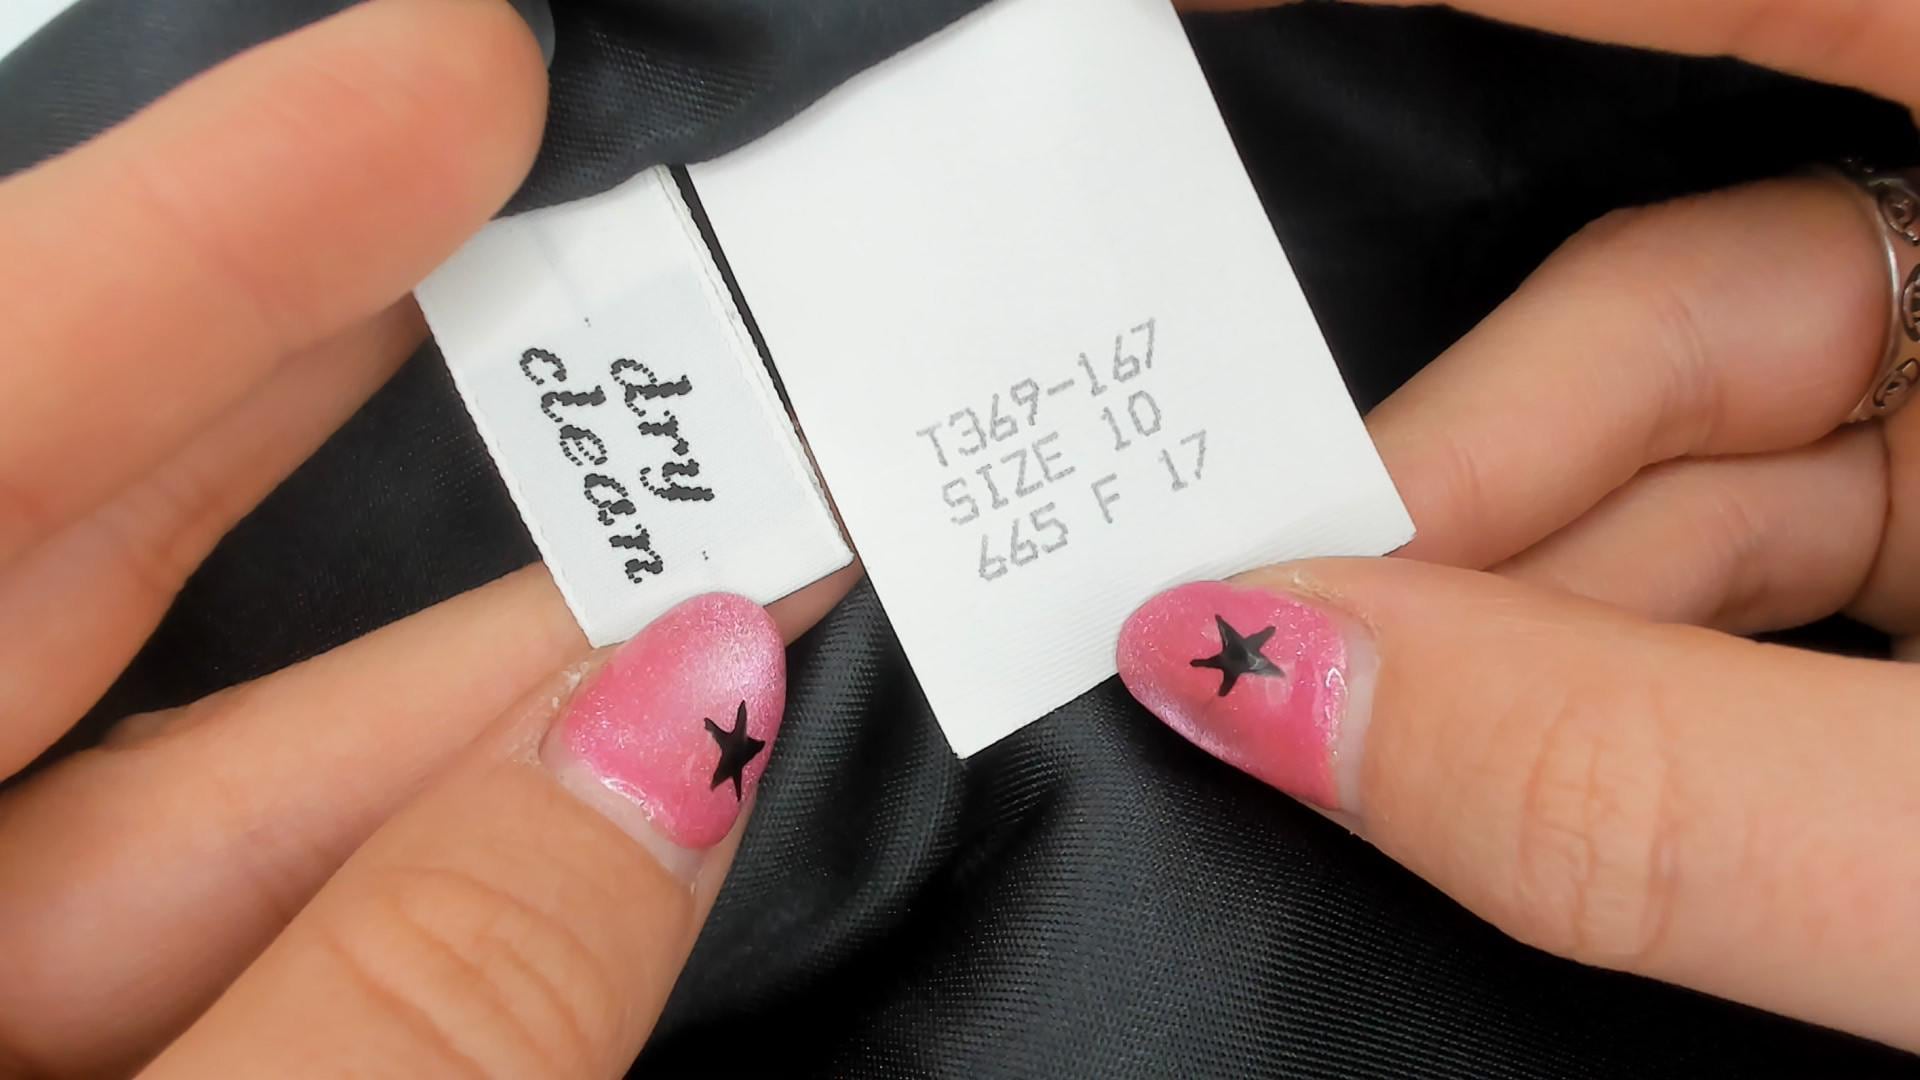 dry
clean
T369-167
SIZE 10
665 F 17